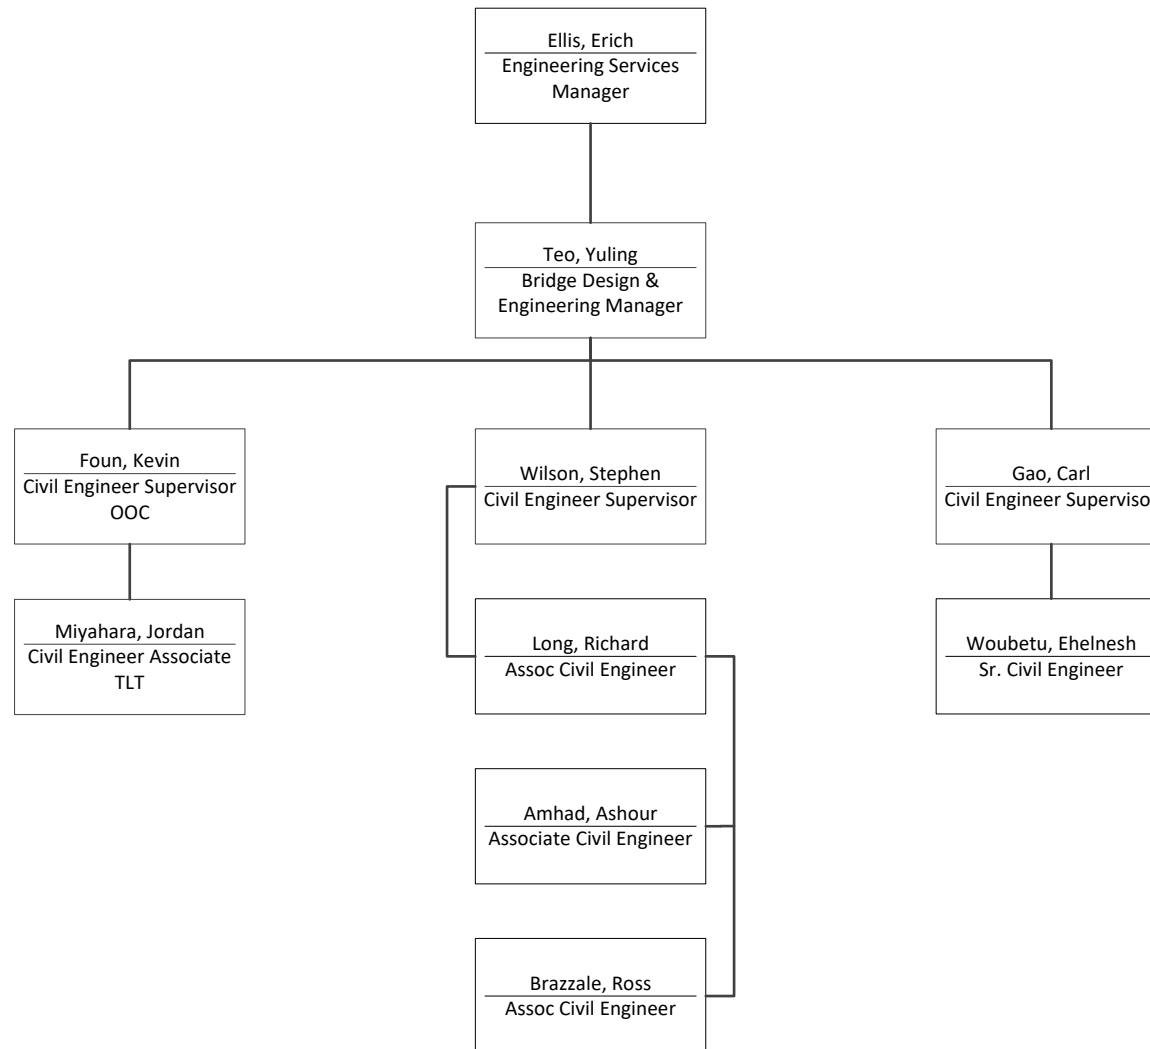 Ellis, Erich
Engineering Services
Manager
Teo, Yuling
Bridge Design &
Engineering Manager
Foun, Kevin
Civil Engineer Supervisor
OOC
Wilson, Stephen
Civil Engineer Supervisor
Gao, Carl
Civil Engineer Superviso
Miyahara, Jordan
Civil Engineer Associate
TLT
Long, Richard
Assoc Civil Engineer
Woubetu, Ehelnesh
Sr. Civil Engineer
Amhad, Ashour
Associate Civil Engineer
Brazzale, Ross
Assoc Civil Engineer